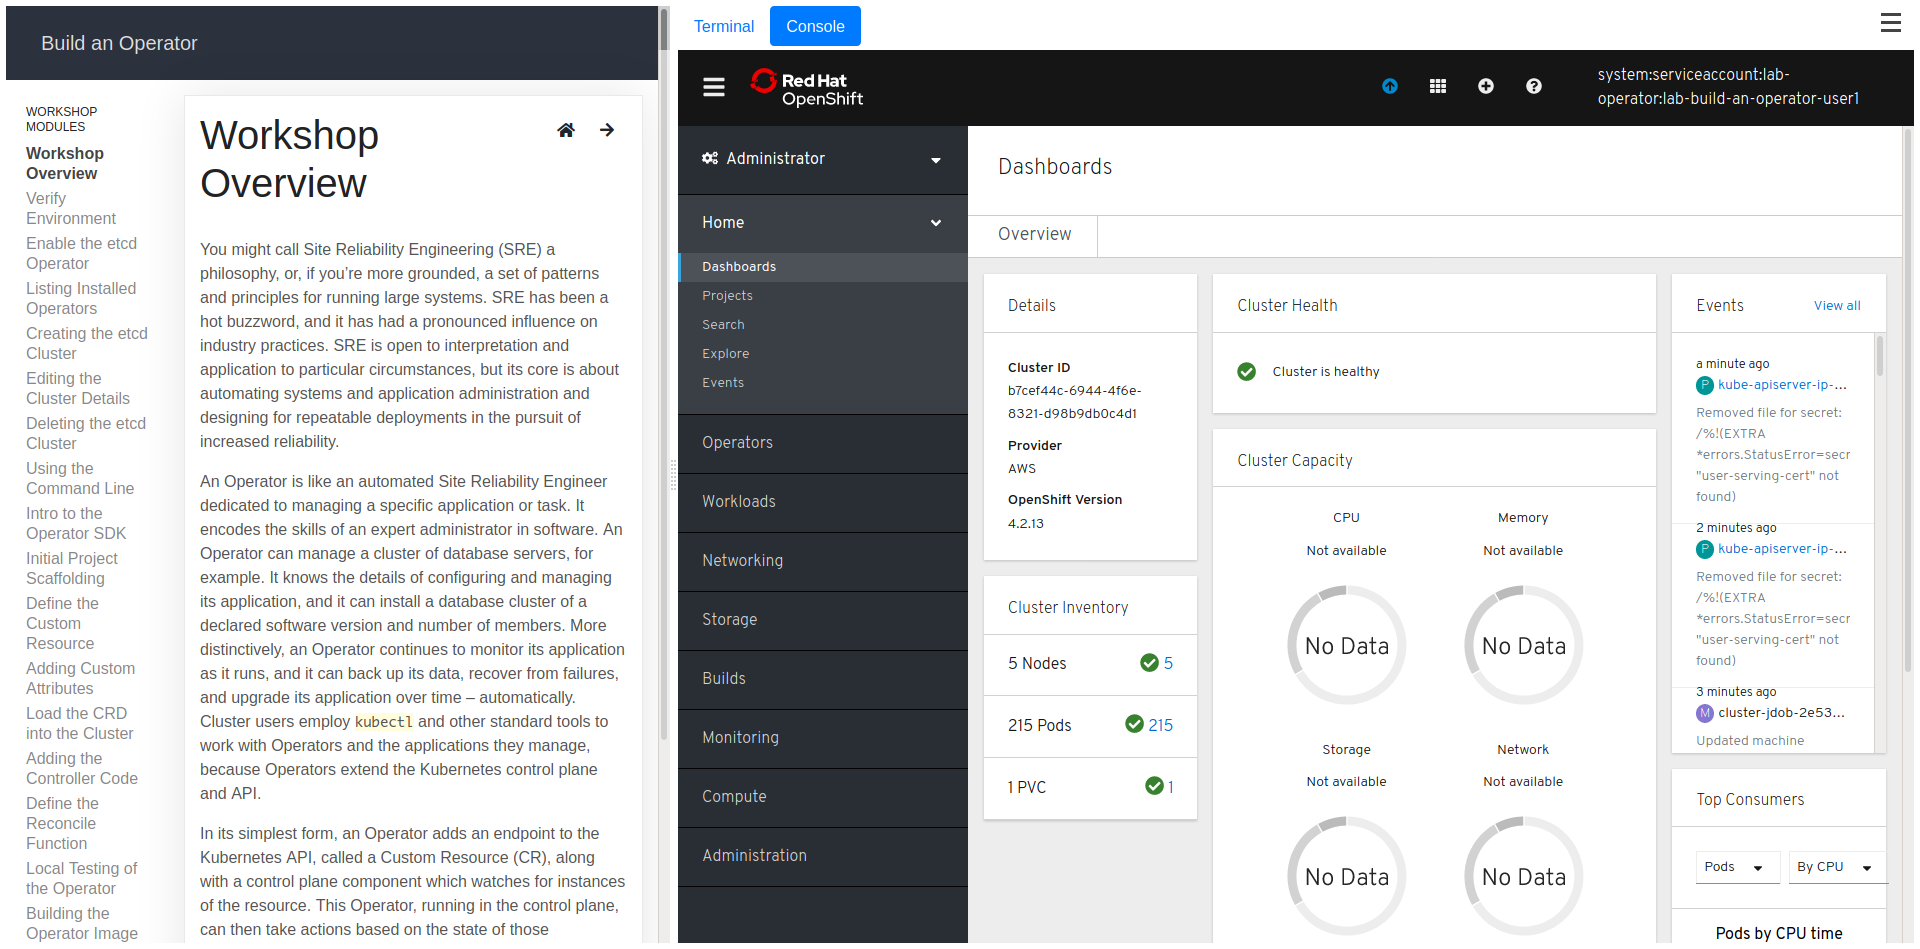 Build an Operator
WORKSHOP
MODULES
Workshop
Overview
Verify
Environment
Enable the etcd
Operator
Listing Installed
Operators
Creating the etcd
Cluster
Editing the
Cluster Details
Deleting the etcd
Cluster
Using the
Command Line
Intro to the
Operator SDK
Initial Project
Scaffolding
Define the
Custom
Resource
Adding Custom
Attributes
Load the CRD
into the Cluster
Adding the
Controller Code
Define the
Reconcile
Function
Local Testing of
the Operator
Building the
Operator Image
Workshop
Overview
You might call Site Reliability Engineering (SRE) a
philosophy, or, if you’re more grounded, a set of patterns
and principles for running large systems. SRE has been a
hot buzzword, and it has had a pronounced influence on
industry practices. SRE is open to interpretation and
application to particular circumstances, but its core is about
automating systems and application administration and
designing for repeatable deployments in the pursuit of
increased reliability.
An Operator is like an automated Site Reliability Engineer
dedicated to managing a specific application or task. It
encodes the skills of an expert administrator in software. An
Operator can manage a cluster of database servers, for
example. It knows the details of configuring and managing
its application, and it can install a database cluster of a
declared software version and number of members. More
distinctively, an Operator continues to monitor its application
as it runs, and it can back up its data, recover from failures,
and upgrade its application over time – automatically.
Cluster users employ kubectl and other standard tools to
work with Operators and the applications they manage,
because Operators extend the Kubernetes control plane
and API.
In its simplest form, an Operator adds an endpoint to the
Kubernetes API, called a Custom Resource (CR), along
with a control plane component which watches for instances
of the resource. This Operator, running in the control plane,
can then take actions based on the state of those
Terminal
Console
Red Hat
OpenShift
system:serviceaccount:lab-
operator:lab-build-an-operator-user1
Administrator
Home
Dashboards
Projects
Search
Explore
Events
Operators
Workloads
Networking
Storage
Builds
Monitoring
Compute
Administration
Dashboards
Overview
Details
Cluster ID
b7cef44c-6944-4f6e-
8321-d98b9db0c4d1
Provider
AWS
OpenShift Version
4.2.13
Cluster Inventory
5 Nodes 5
215 Pods 215
1 PVC 1
Cluster Health
Cluster is healthy
Cluster Capacity
CPU
Not available
No Data
Memory
Not available
No Data
Storage
Not available
No Data
Network
Not available
No Data
Events View all
a minute ago
P kube-apiserver-ip-...
Removed file for secret:
/%!(EXTRA
*errors.StatusError=secr
"user-serving-cert" not
found)
2 minutes ago
P kube-apiserver-ip-...
Removed file for secret:
/%!(EXTRA
*errors.StatusError=secr
"user-serving-cert" not
found)
3 minutes ago
M cluster-jdob-2e53...
Updated machine
Top Consumers
Pods By CPU
Pods by CPU time